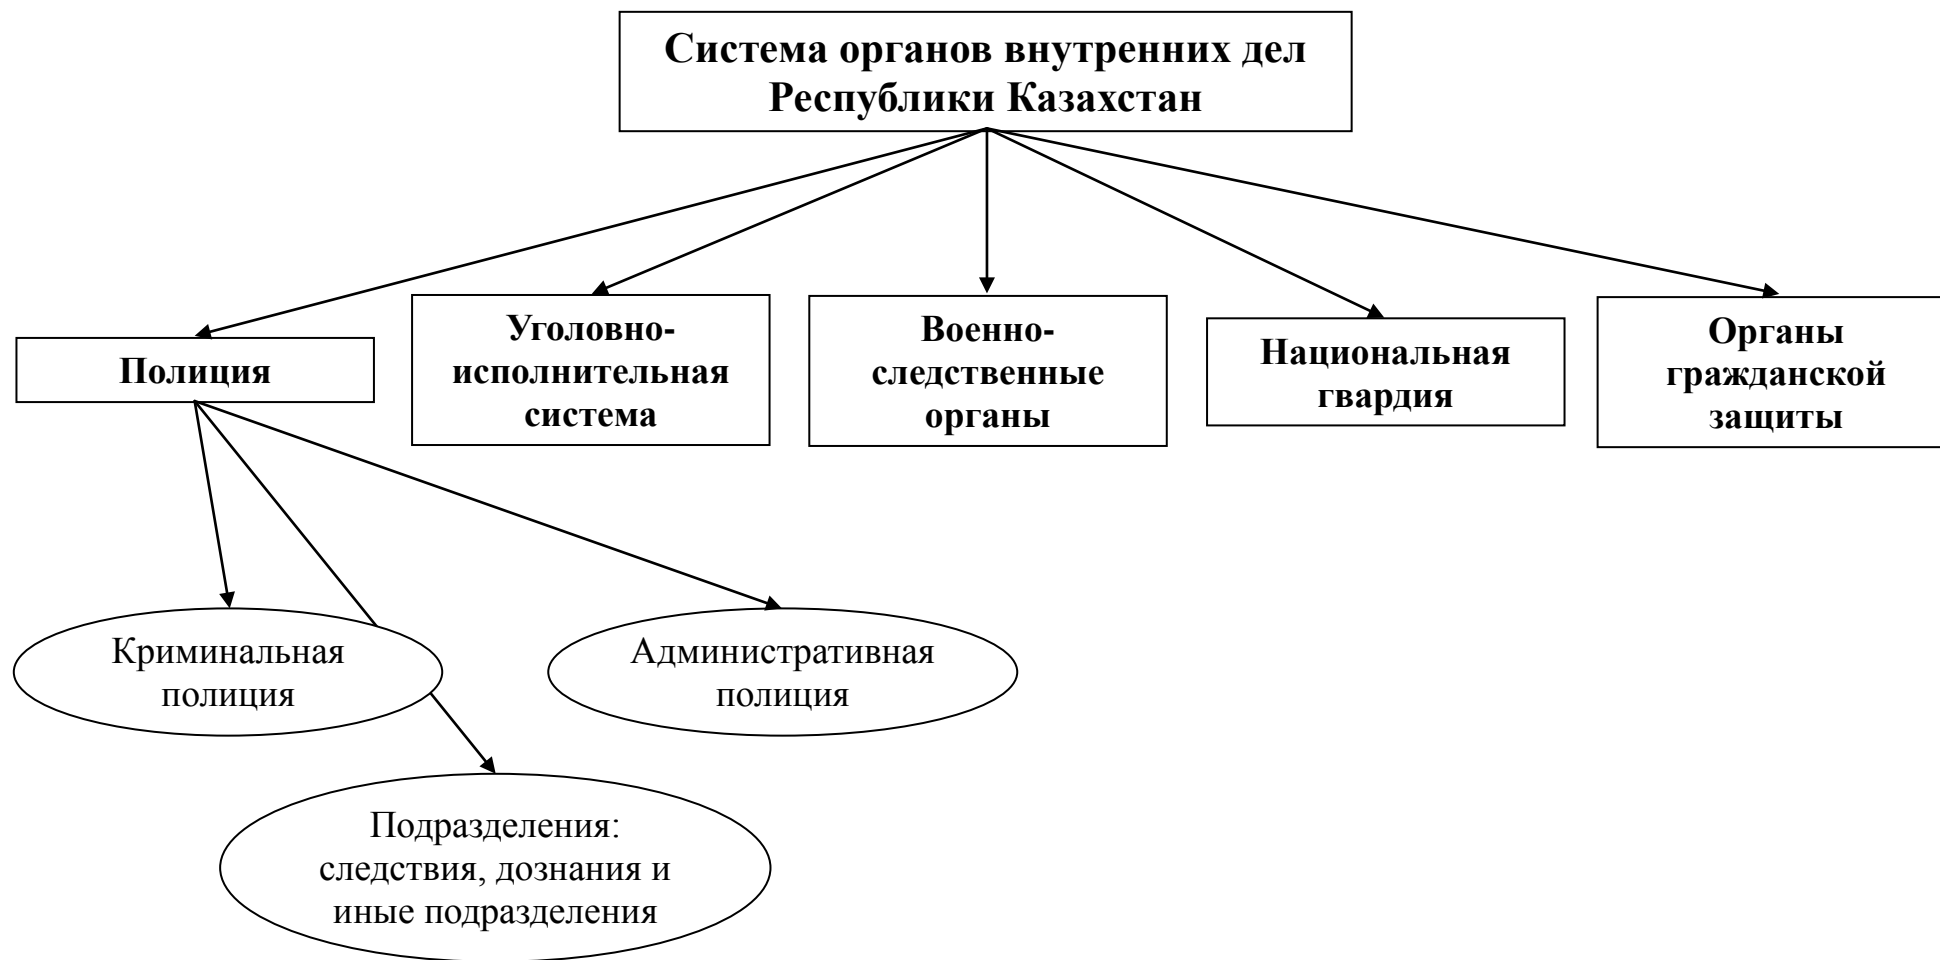 Система органов внутренних дел
Республики Казахстан
Полиция
Уголовно-
исполнительная
система
Военно-
следственные
органы
Национальная
гвардия
Органы
гражданской
защиты
Криминальная
полиция
Административная
полиция
Подразделения:
следствия, дознания и
иные подразделения